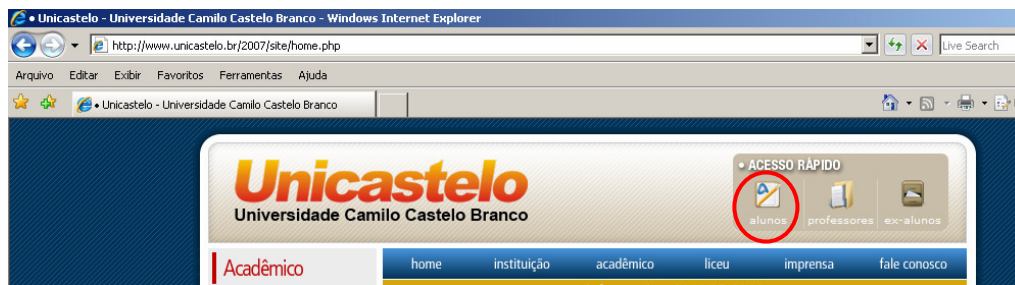 • Unicastelo - Universidade Camilo Castelo Branco - Windows Internet Explorer
http://www.unicastelo.br/2007/site/home.php
Live Search
Arquivo Editar Exibir Favoritos Ferramentas Ajuda
• Unicastelo - Universidade Camilo Castelo Branco
Unicastelo
Universidade Camilo Castelo Branco
• ACESSO RÁPIDO
alunos professores ex-alunos
Acadêmico
home instituição acadêmico liceu imprensa fale conosco